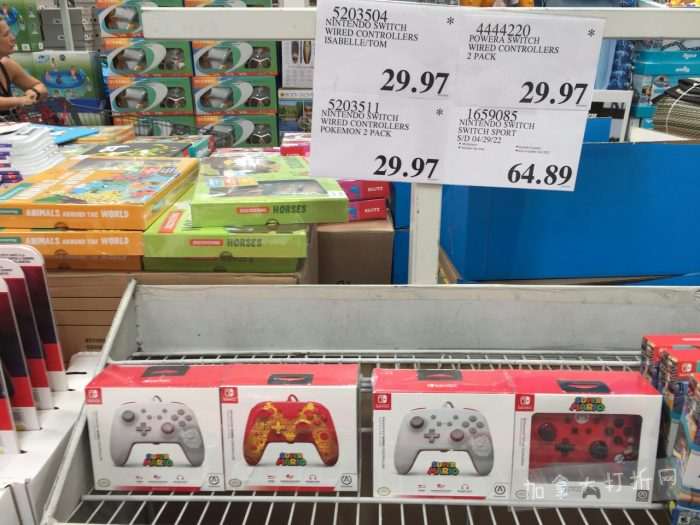 5203504 *
NINTENDO SWITCH
WIRED CONTROLLERS
ISABELLE/TOM
29.97
4444220 *
POWERA SWITCH
WIRED CONTROLLERS
2 PACK
29.97
5203511 *
NINTENDO SWITCH
WIRED CONTROLLERS
POKEMON 2 PACK
29.97
1659085
NINTENDO SWITCH
SWITCH SPORT
S/D 04/29/22
64.89
ANIMALS AROUND THE WORLD
HORSES
ANIMALS AROUND THE WORLD
HORSES
KLUTZ
KLUTZ
SUPER MARIO
SUPER MARIO
SUPER MARIO
SUPER MARIO
加拿大打折网